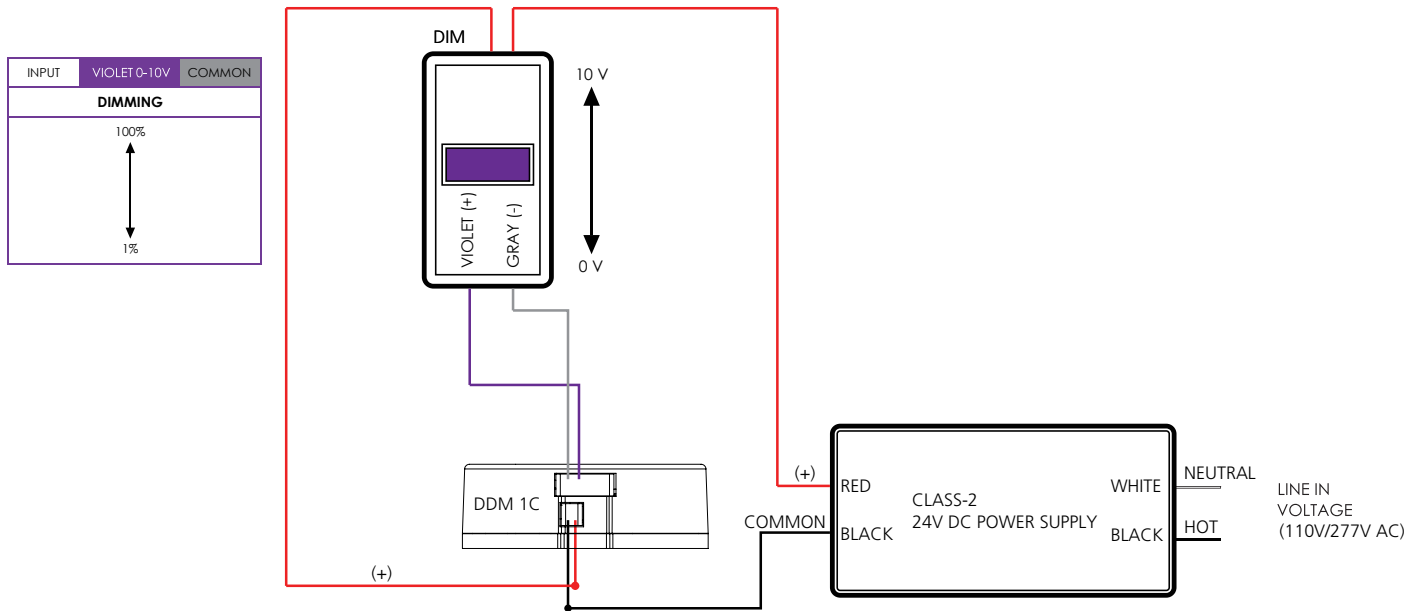 DIM
INPUT VIOLET 0-10V COMMON
DIMMING
100%
1%
10 V
0 V
VIOLET (+)
GRAY (-)
DDM 1C
(+)
(+)
COMMON
RED
BLACK
CLASS-2
24V DC POWER SUPPLY
WHITE
BLACK
NEUTRAL
HOT
LINE IN
VOLTAGE
(110V/277V AC)